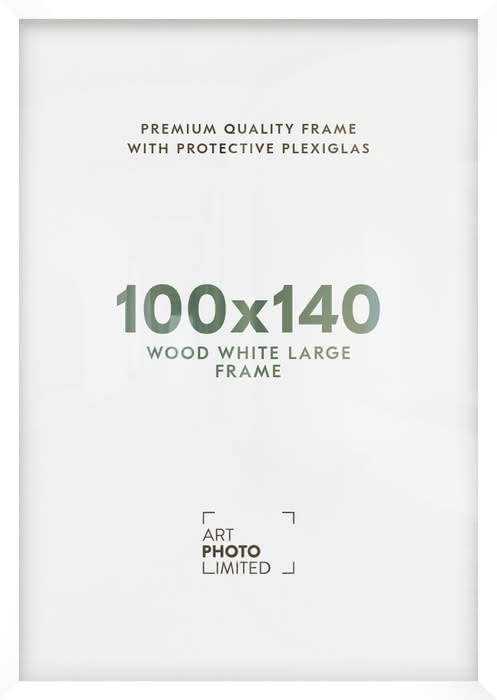 PREMIUM QUALITY FRAME
WITH PROTECTIVE PLEXIGLAS
100x140
WOOD WHITE LARGE
FRAME
ART
PHOTO
LIMITED